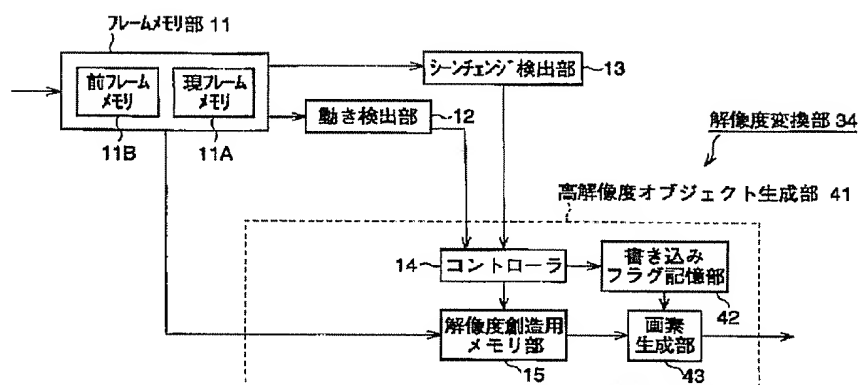 フレームメモリ部 11
前フレーム
メモリ
現フレーム
メモリ
11B
11A
シーンチェンジ検出部
13
動き検出部
12
解像度変換部 34
高解像度オブジェクト生成部 41
14
コントローラ
書き込み
フラグ記憶部
42
解像度創造用
メモリ部
15
画素
生成部
43